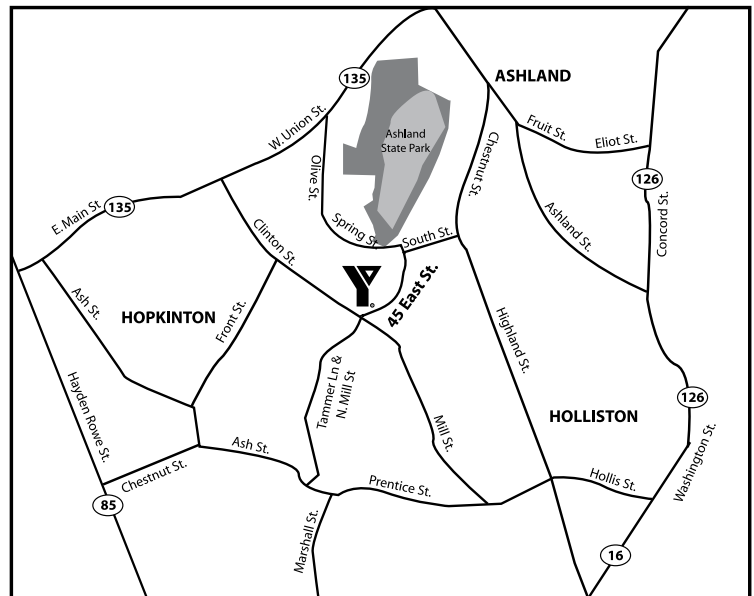 135
ASHLAND
W. Union St.
Ashland
State Park
Fruit St.
Eliot St.
Olive St.
Chestnut St.
126
E. Main St
135
Clinton St.
Spring St
South St.
Ashland St.
Concord St.
Ash St.
HOPKINTON
Front St.
Y
45 East St.
Highland St.
Tammer Ln &
N. Mill St
Hayden Rowe St.
Mill St.
HOLLISTON
126
Ash St.
Chestnut St.
Prentice St.
Hollis St.
Washington St.
85
Marshall St.
16